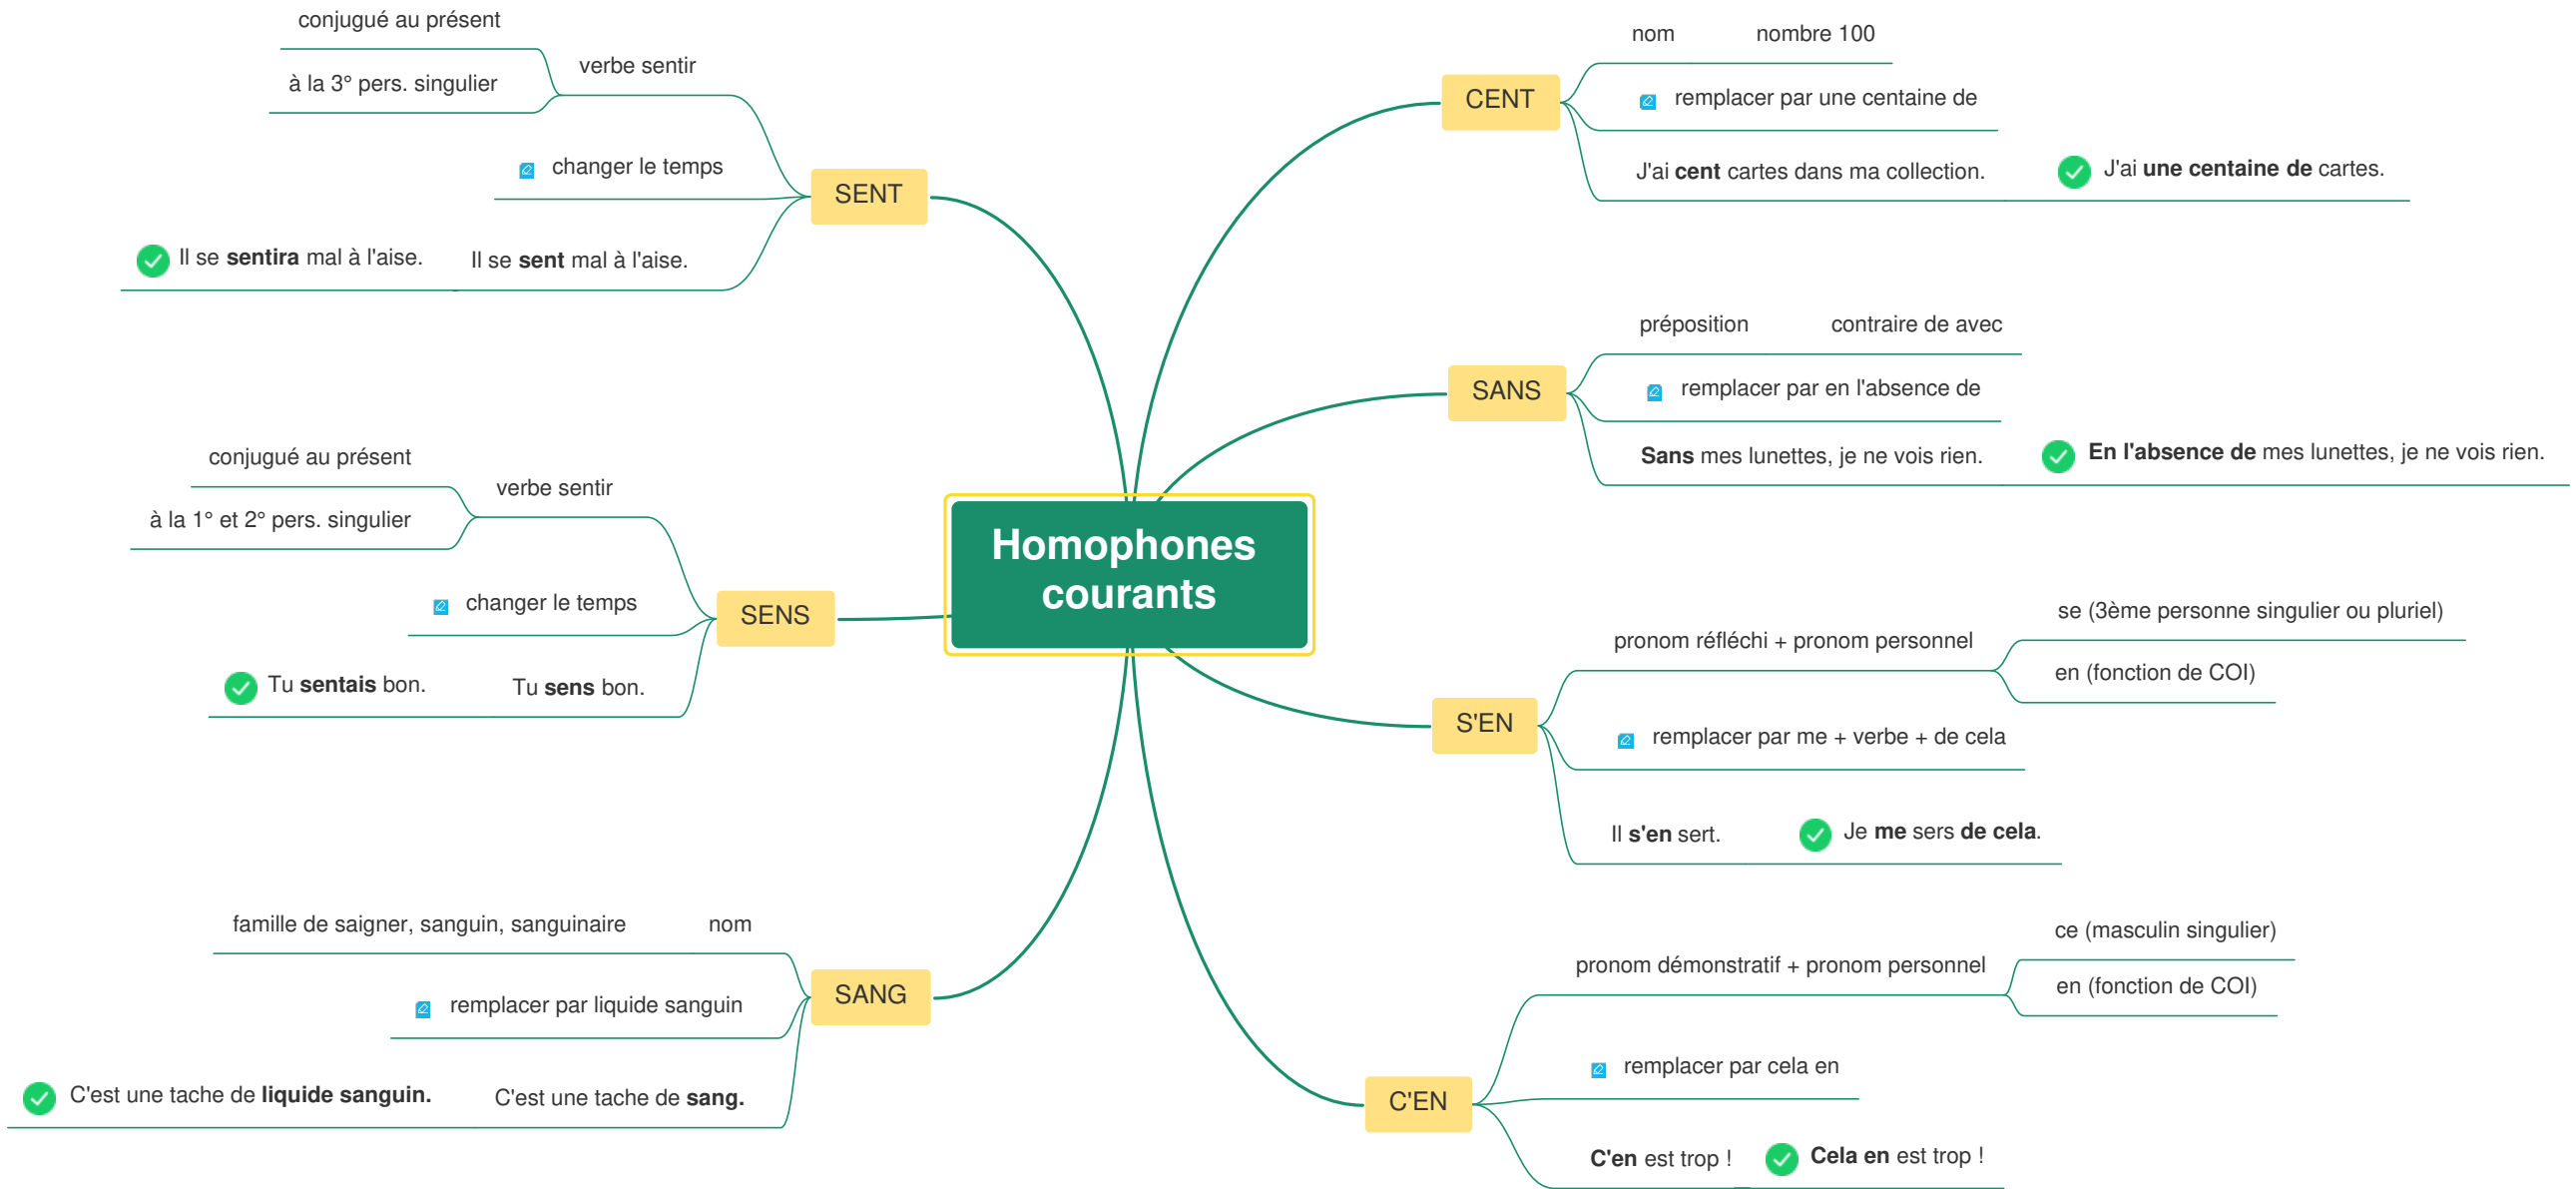 Homophones
courants
CENT
nom
nombre 100
remplacer par une centaine de
J'ai cent cartes dans ma collection.
J'ai une centaine de cartes.
SANS
préposition
contraire de avec
remplacer par en l'absence de
Sans mes lunettes, je ne vois rien.
En l'absence de mes lunettes, je ne vois rien.
S'EN
pronom réfléchi + pronom personnel
se (3ème personne singulier ou pluriel)
en (fonction de COI)
remplacer par me + verbe + de cela
Il s'en sert.
Je me sers de cela.
C'EN
pronom démonstratif + pronom personnel
ce (masculin singulier)
en (fonction de COI)
remplacer par cela en
C'en est trop !
Cela en est trop !
SENT
verbe sentir
conjugué au présent
à la 3° pers. singulier
changer le temps
Il se sent mal à l'aise.
Il se sentira mal à l'aise.
SENS
verbe sentir
conjugué au présent
à la 1° et 2° pers. singulier
changer le temps
Tu sens bon.
Tu sentais bon.
SANG
nom
famille de saigner, sanguin, sanguinaire
remplacer par liquide sanguin
C'est une tache de sang.
C'est une tache de liquide sanguin.